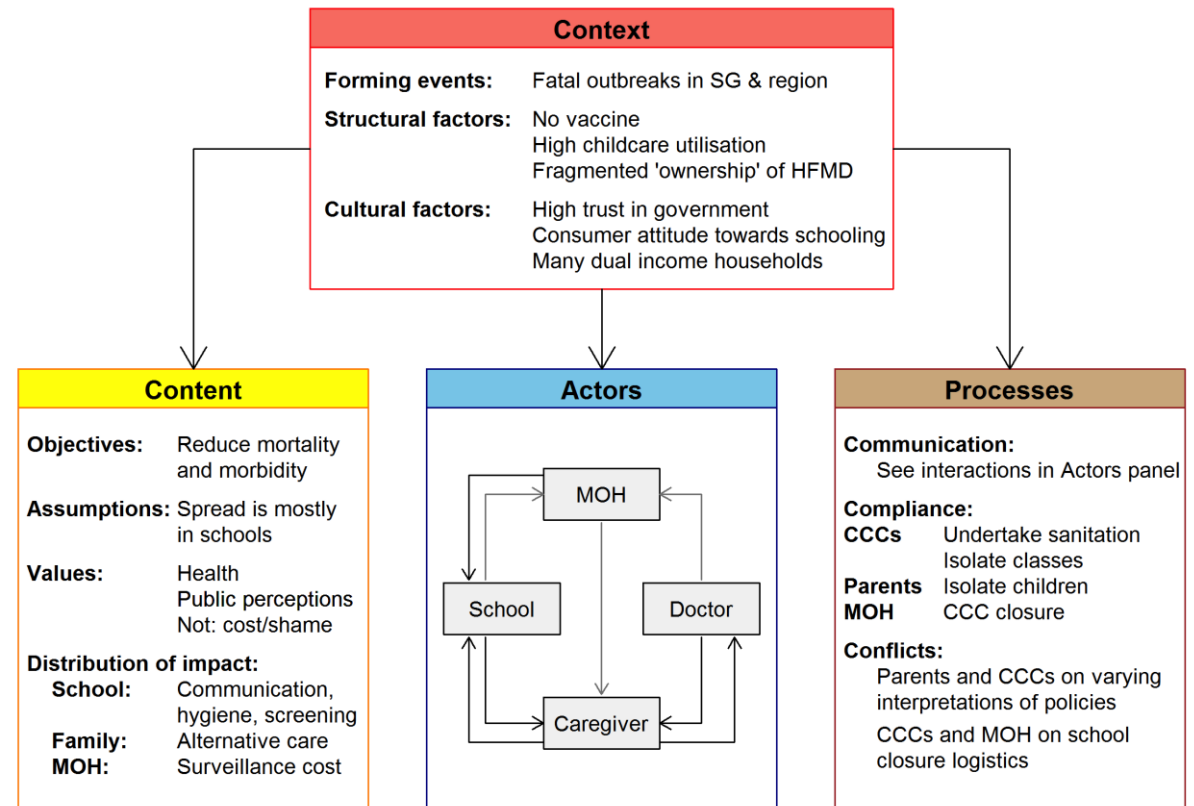 Context
Forming events: Fatal outbreaks in SG & region
Structural factors: No vaccine
High childcare utilisation
Fragmented 'ownership' of HFMD
Cultural factors: High trust in government
Consumer attitude towards schooling
Many dual income households
Content
Objectives: Reduce mortality
and morbidity
Assumptions: Spread is mostly
in schools
Values: Health
Public perceptions
Not: cost/shame
Distribution of impact:
School: Communication,
hygiene, screening
Family: Alternative care
MOH: Surveillance cost
Actors
MOH
School
Doctor
Caregiver
Processes
Communication:
See interactions in Actors panel
Compliance:
CCCs Undertake sanitation
Isolate classes
Parents Isolate children
MOH CCC closure
Conflicts:
Parents and CCCs on varying
interpretations of policies
CCCs and MOH on school
closure logistics